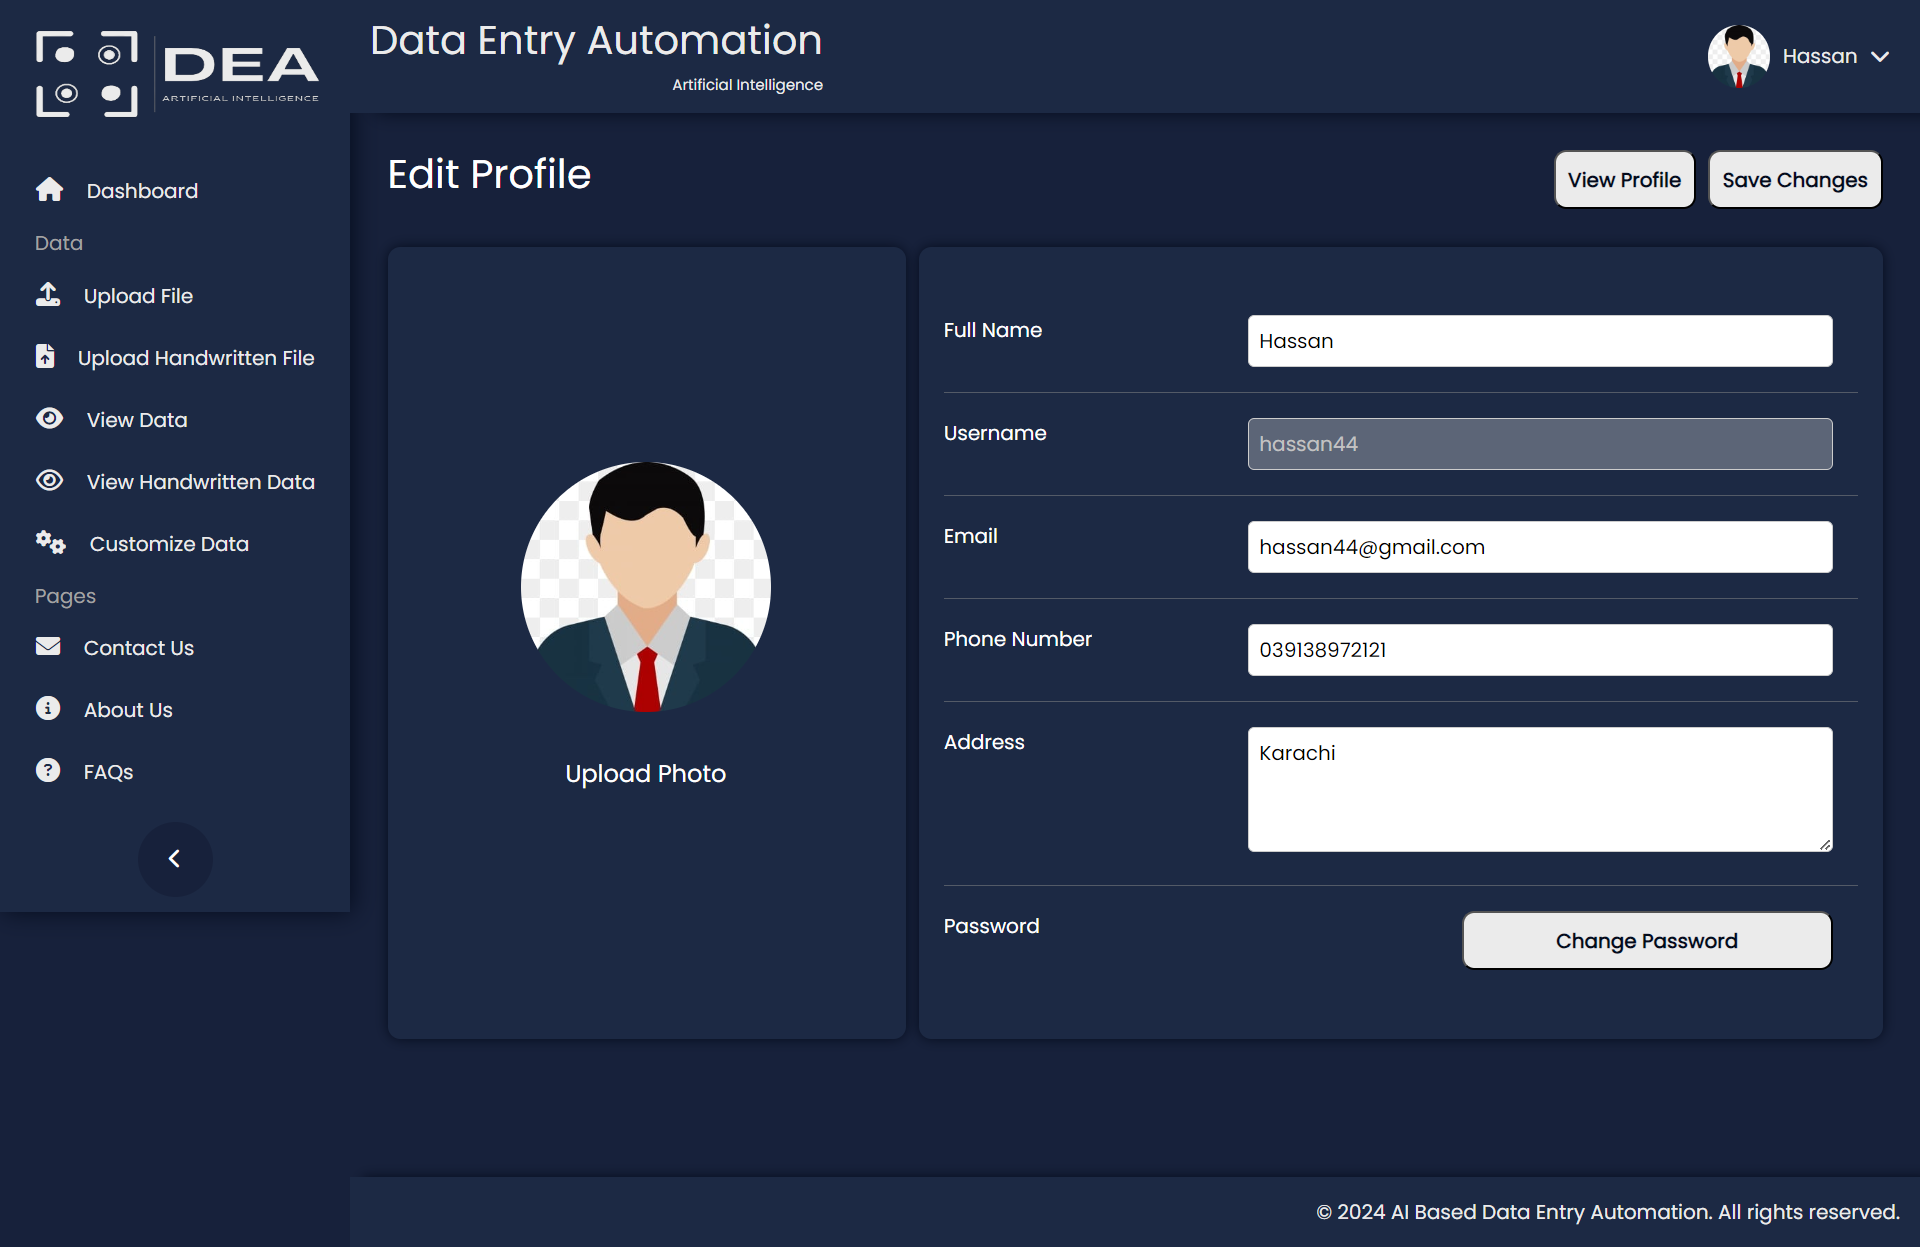 DEA
ARTIFICIAL INTELLIGENCE
Data Entry Automation
Artificial Intelligence
Hassan
Dashboard
Data
Upload File
Upload Handwritten File
View Data
View Handwritten Data
Customize Data
Pages
Contact Us
About Us
FAQs
Edit Profile
View Profile
Save Changes
Upload Photo
Full Name
Hassan
Username
hassan44
Email
hassan44@gmail.com
Phone Number
039138972121
Address
Karachi
Password
Change Password
© 2024 AI Based Data Entry Automation. All rights reserved.